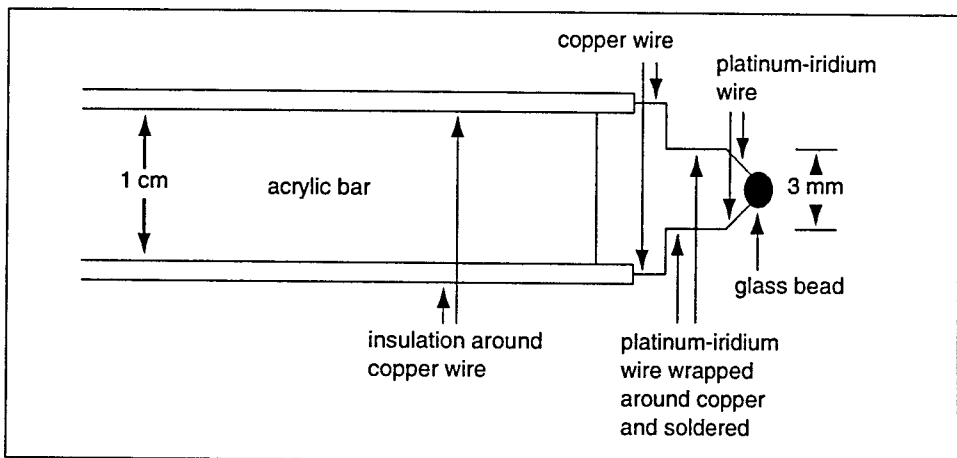 copper wire
platinum-iridium
wire
1 cm
acrylic bar
3 mm
glass bead
insulation around
copper wire
platinum-iridium
wire wrapped
around copper
and soldered